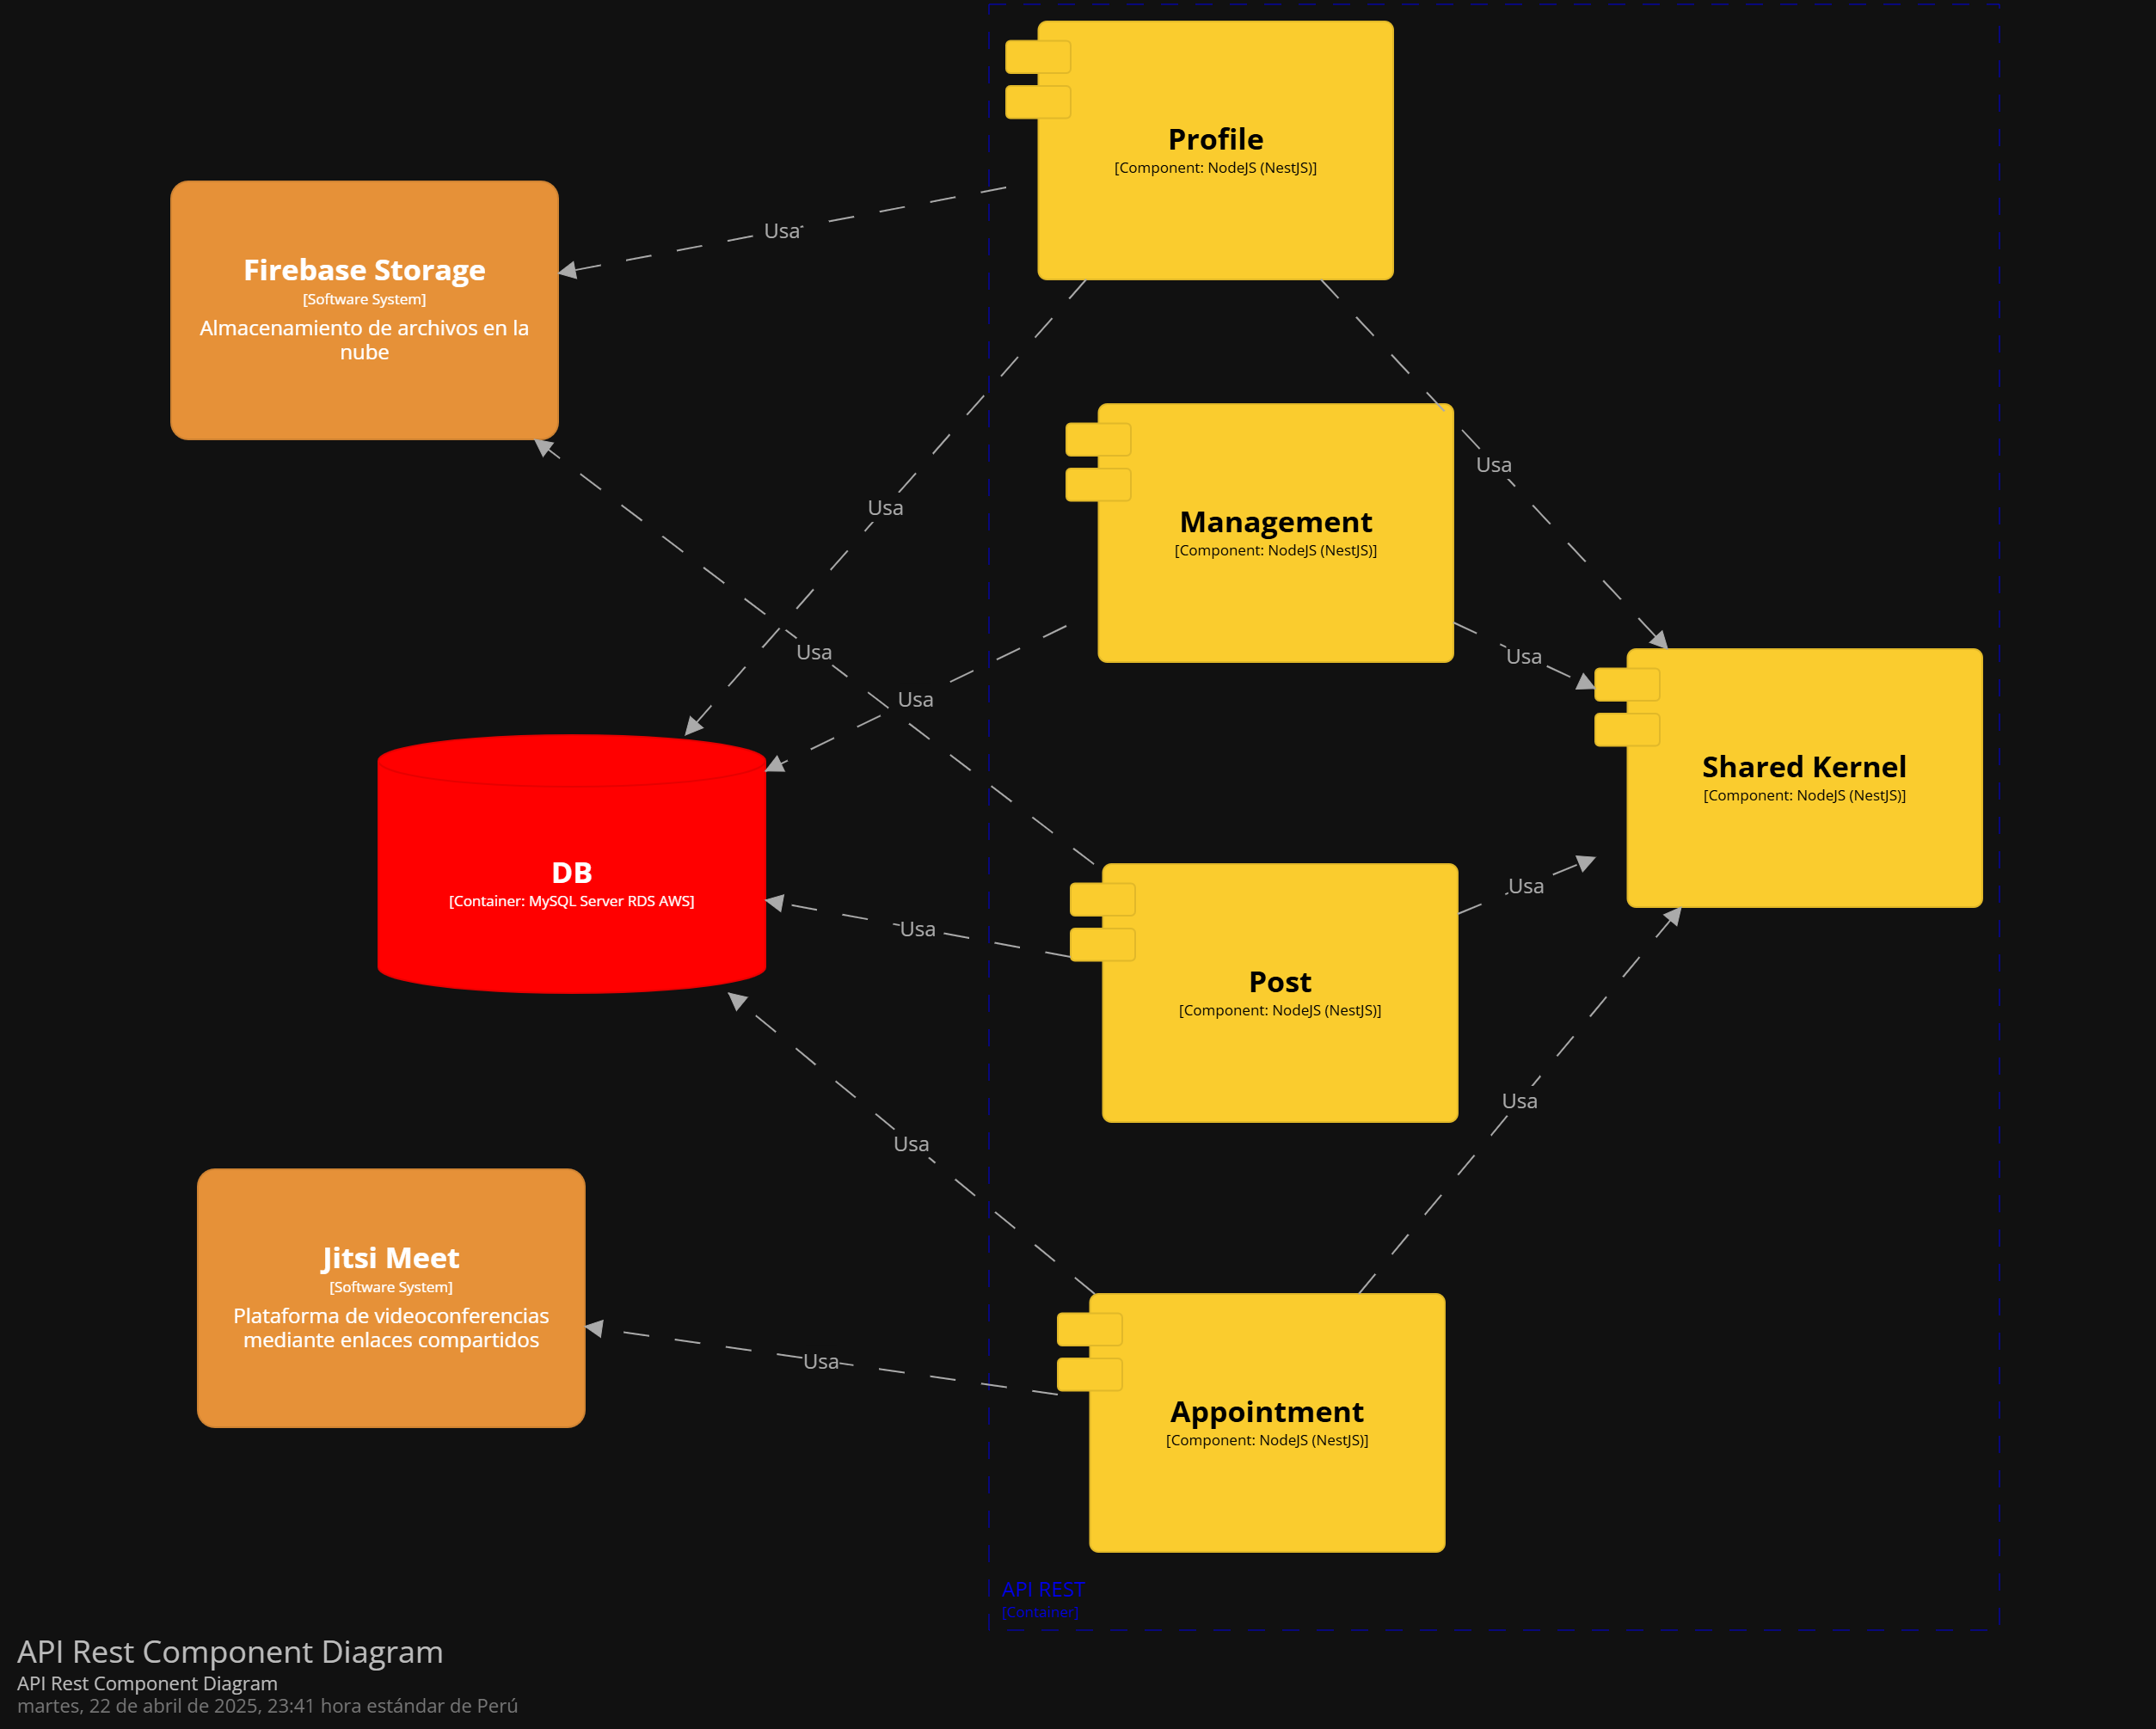 Profile
[Component: NodeJS (NestJS)]
Usa
Firebase Storage
[Software System]
Almacenamiento de archivos en la
nube
Usa
Usa
Management
[Component: NodeJS (NestJS)]
Usa
Usa
Usa
Shared Kernel
[Component: NodeJS (NestJS)]
DB
[Container: MySQL Server RDS AWS]
Usa
Usa
Post
[Component: NodeJS (NestJS)]
Usa
Usa
Jitsi Meet
[Software System]
Plataforma de videoconferencias
mediante enlaces compartidos
Usa
Appointment
[Component: NodeJS (NestJS)]
API REST
[Container]
API Rest Component Diagram
API Rest Component Diagram
martes, 22 de abril de 2025, 23:41 hora estándar de Perú